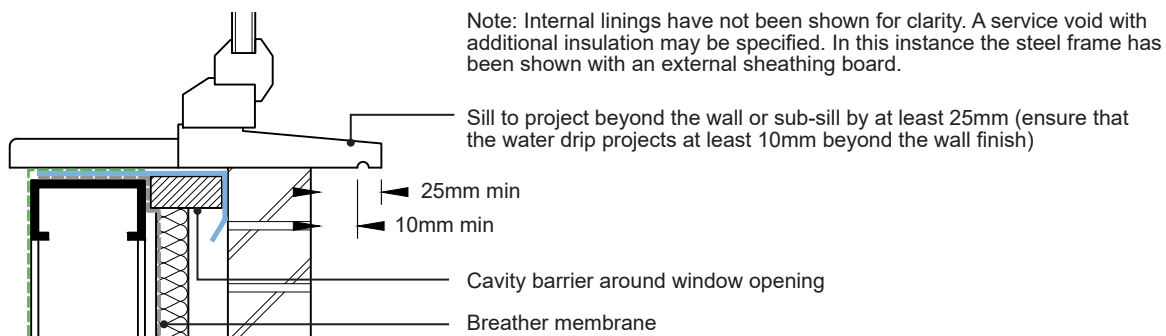 Note: Internal linings have not been shown for clarity. A service void with
additional insulation may be specified. In this instance the steel frame has
been shown with an external sheathing board.
Sill to project beyond the wall or sub-sill by at least 25mm (ensure that
the water drip projects at least 10mm beyond the wall finish)
25mm min
10mm min
Cavity barrier around window opening
Breather membrane